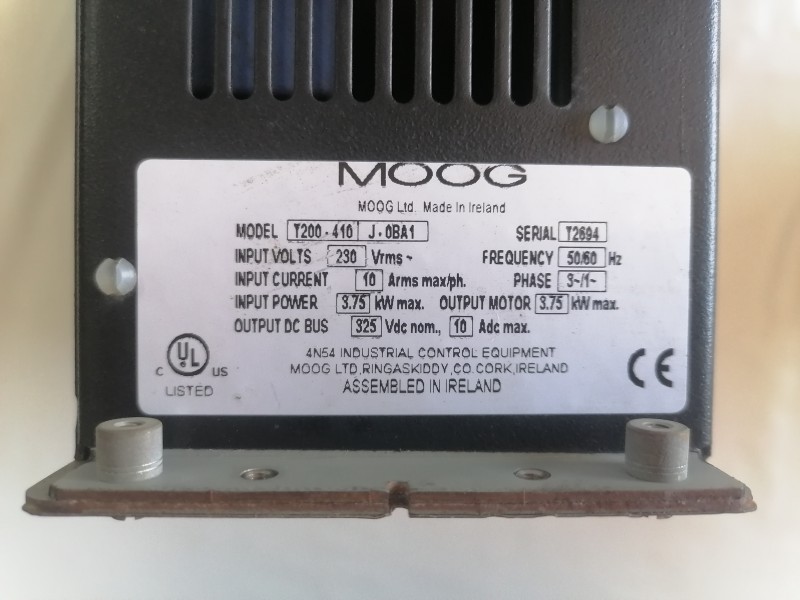 MOOG
MOOG Ltd. Made in Ireland
MODEL T200-410 J-0BA1 SERIAL T2694
INPUT VOLTS 230 Vrms~ FREQUENCY 50/60 Hz
INPUT CURRENT 10 Arms max/ph. PHASE 3~/1~
INPUT POWER 3.75 kW max. OUTPUT MOTOR 3.75 kW max.
OUTPUT DC BUS 325 Vdc nom., 10 Adc max.
4N54 INDUSTRIAL CONTROL EQUIPMENT
MOOG LTD,RINGASKIDDY,CO.CORK,IRELAND
ASSEMBLED IN IRELAND
C UL US
LISTED
CE